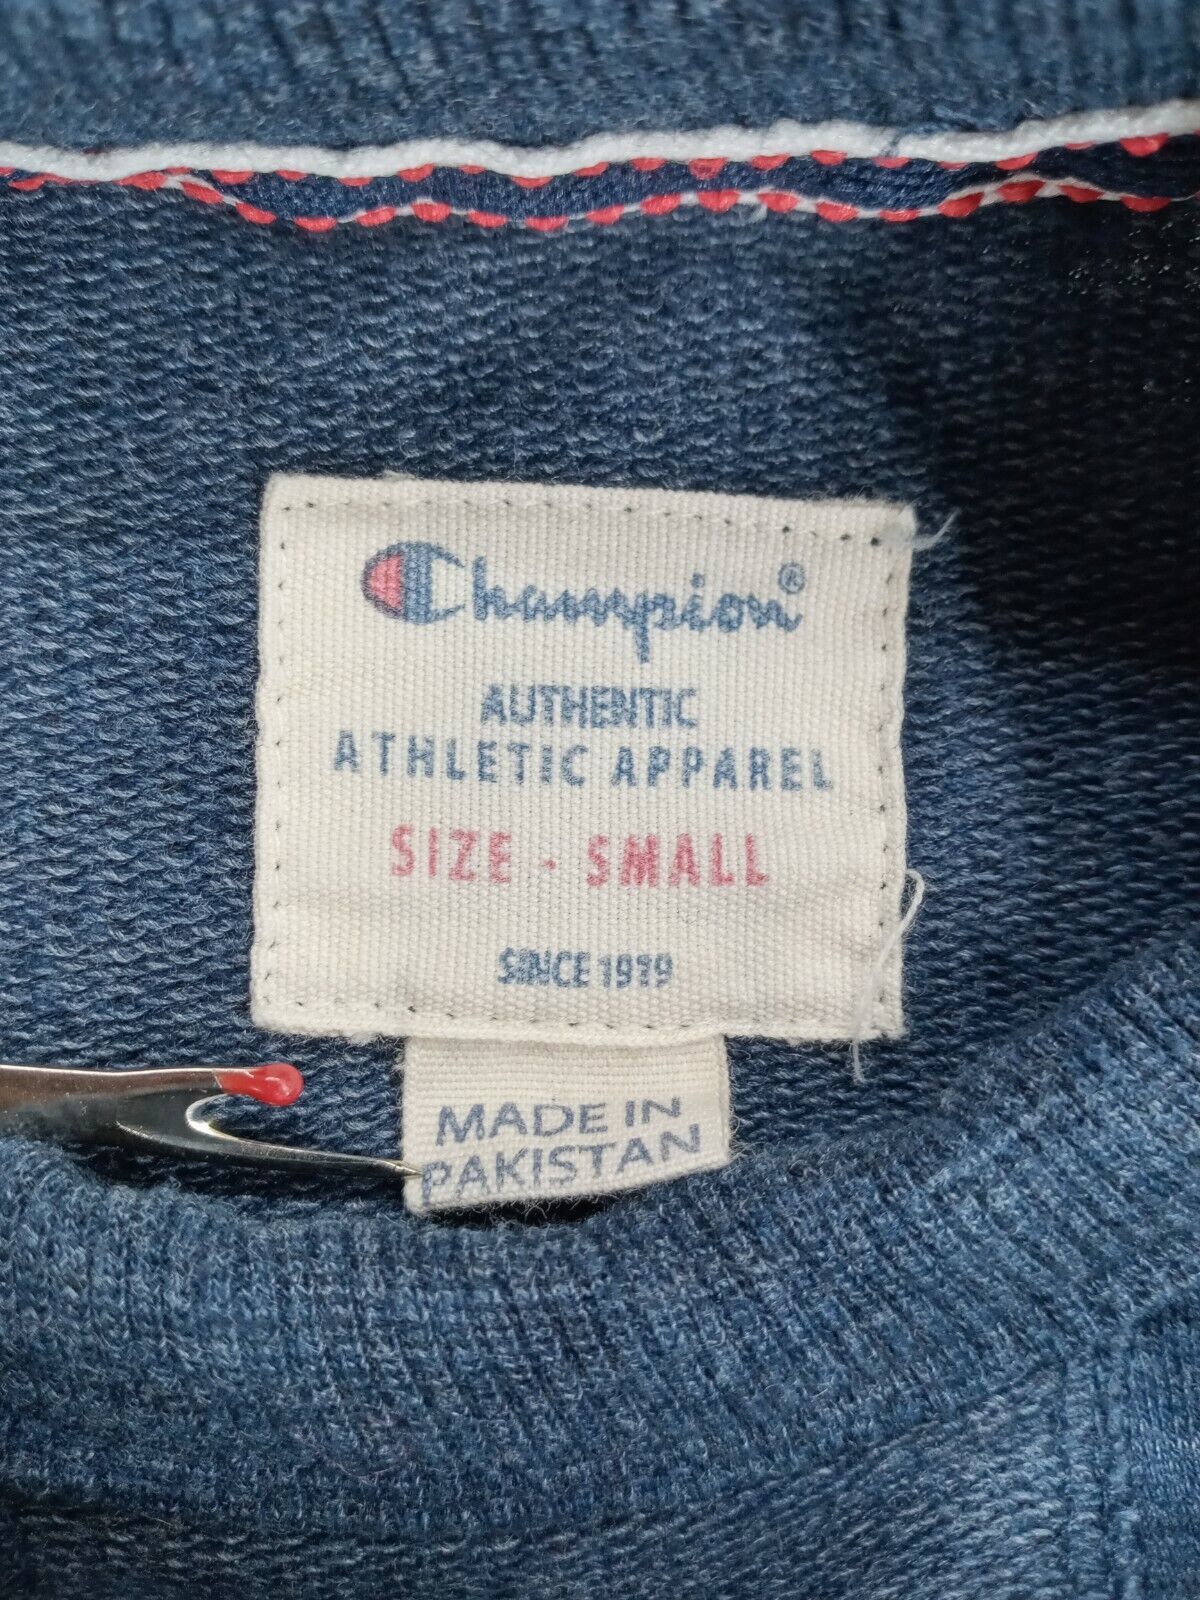 Champion®
AUTHENTIC
ATHLETIC APPAREL
SIZE - SMALL
SINCE 1919
MADE IN
PAKISTAN